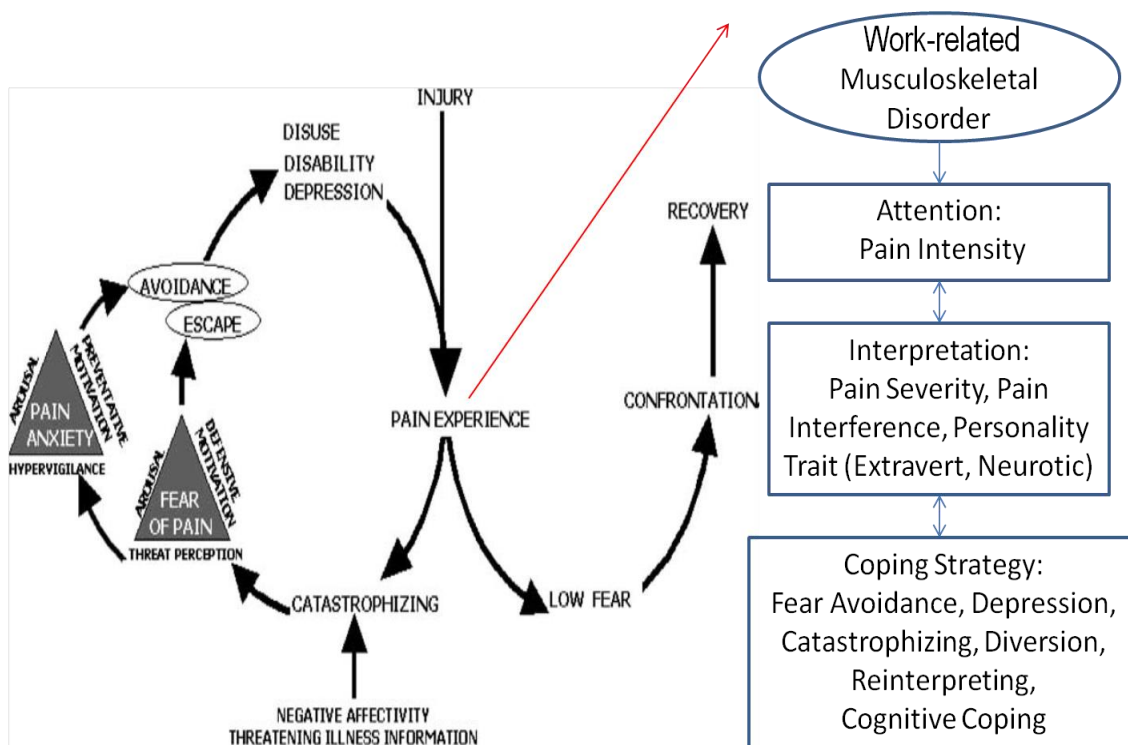 INJURY
DISUSE
DISABILITY
DEPRESSION
AVOIDANCE
ESCAPE
AROUSAL
PREVENTATIVE
MOTIVATION
PAIN
ANXIETY
HYPERVIGILANCE
AROUSAL
DEFENSIVE
MOTIVATION
FEAR
OF PAIN
THREAT PERCEPTION
CATASTROPHIZING
NEGATIVE AFFECTIVITY
THREATENING ILLNESS INFORMATION
PAIN EXPERIENCE
LOW FEAR
CONFRONTATION
RECOVERY
Work-related
Musculoskeletal
Disorder
Attention:
Pain Intensity
Interpretation:
Pain Severity, Pain
Interference, Personality
Trait (Extravert, Neurotic)
Coping Strategy:
Fear Avoidance, Depression,
Catastrophizing, Diversion,
Reinterpreting,
Cognitive Coping